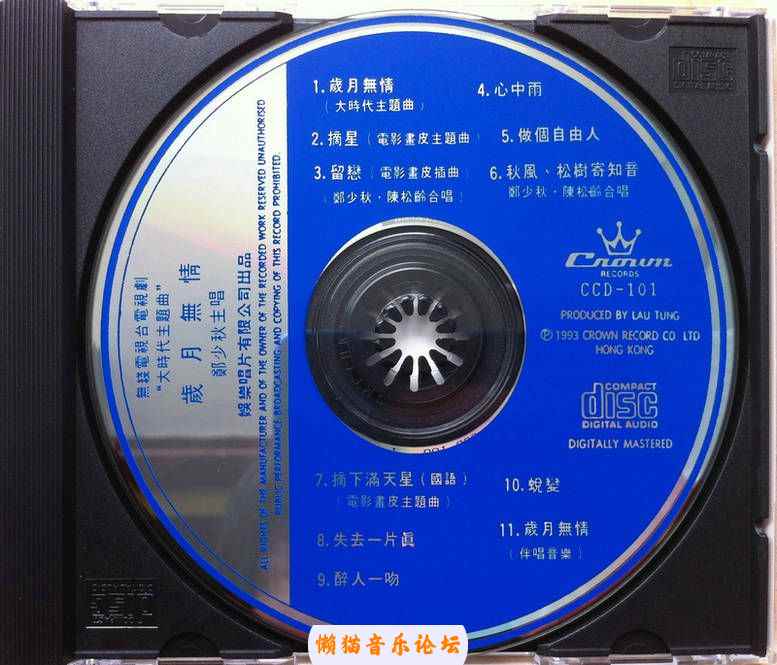 1.歲月無情
(大時代主題曲)
2.摘星(電影畫皮主題曲)
3.留戀(電影畫皮插曲)
(鄭少秋·陳松齡合唱)
4.心中雨
5.做個自由人
6.秋風、松樹寄知音
鄭少秋·陳松齡合唱
Crown
RECORDS
CCD-101
PRODUCED BY LAU TUNG
Ⓟ 1993 CROWN RECORD CO LTD
HONG KONG
COMPACT
disc
DIGITAL AUDIO
DIGITALLY MASTERED
7.摘下滿天星(國語)
(電影畫皮主題曲)
8.失去一片眞
9.醉人一吻
10.蛻變
11.歲月無情
(伴唱音樂)
無綫電視台電視劇
"大時代主題曲"
歲月無情
鄭少秋主唱
娛樂唱片有限公司出品
ALL RIGHTS OF THE MANUFACTURER AND OF THE OWNER OF THE RECORDED WORK RESERVED UNAUTHORISED
PUBLIC PERFORMANCE BROADCASTING AND COPYING OF THIS RECORD PROHIBITED.
COMPACT
disc
懒猫音乐论坛